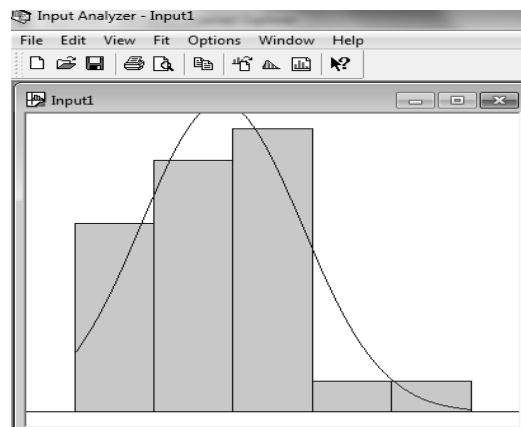 Input Analyzer - Input1
File Edit View Fit Options Window Help
Input1